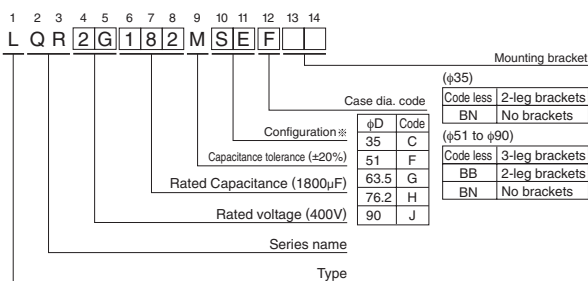 1 2 3 4 5 6 7 8 9 10 11 12 13 14
L Q R 2 G 1 8 2 M S E F
Mounting bracket
(φ35)
Code less 2-leg brackets
BN No brackets
(φ51 to φ90)
Code less 3-leg brackets
BB 2-leg brackets
BN No brackets
Case dia. code
φD Code
35 C
51 F
63.5 G
76.2 H
90 J
Configuration※
Capacitance tolerance (±20%)
Rated Capacitance (1800µF)
Rated voltage (400V)
Series name
Type